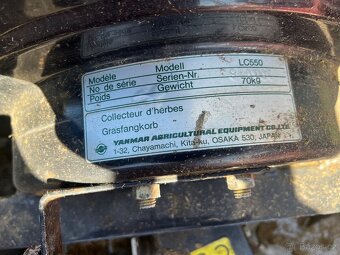 Modèle Modell LC550
No de série Serien-Nr.
Poids Gewicht 70kg
Collecteur d'herbes
Grasfangkorb
YANMAR AGRICULTURAL EQUIPMENT CO.,LTD.
1-32, Chayamachi, Kita-ku, OSAKA 530, JAPAN